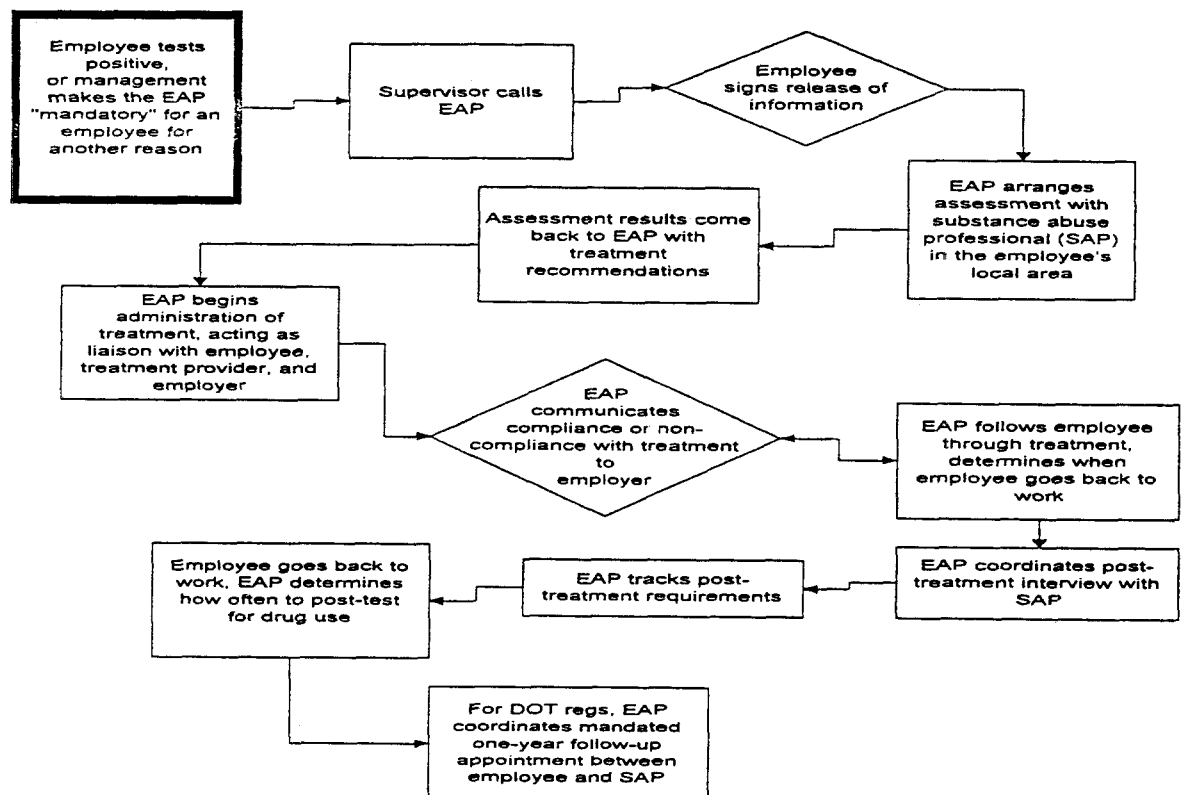 Employee tests
positive,
or management
makes the EAP
"mandatory" for an
employee for
another reason
Supervisor calls
EAP
Employee
signs release of
information
EAP arranges
assessment with
substance abuse
professional (SAP)
in the employee's
local area
Assessment results come
back to EAP with
treatment
recommendations
EAP begins
administration of
treatment, acting as
liaison with employee,
treatment provider, and
employer
EAP
communicates
compliance or non-
compliance with treatment
to
employer
EAP follows employee
through treatment,
determines when
employee goes back to
work
EAP coordinates post-
treatment interview with
SAP
EAP tracks post-
treatment requirements
Employee goes back to
work, EAP determines
how often to post-test
for drug use
For DOT regs, EAP
coordinates mandated
one-year follow-up
appointment between
employee and SAP